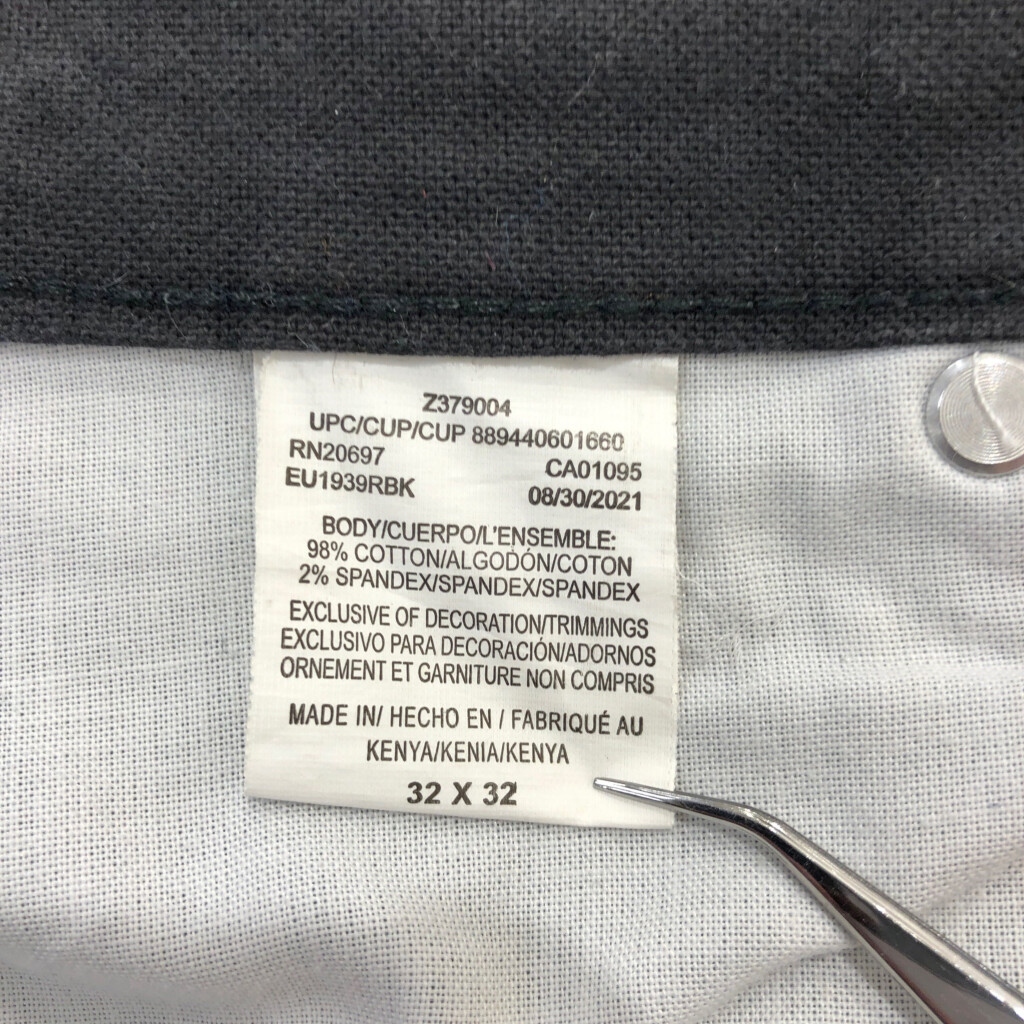 Z379004
UPC/CUP/CUP 889440601660
RN20697 CA01095
EU1939RBK 08/30/2021
BODY/CUERPO/L'ENSEMBLE:
98% COTTON/ALGODÓN/COTON
2% SPANDEX/SPANDEX/SPANDEX
EXCLUSIVE OF DECORATION/TRIMMINGS
EXCLUSIVO PARA DECORACIÓN/ADORNOS
ORNEMENT ET GARNITURE NON COMPRIS
MADE IN/ HECHO EN / FABRIQUÉ AU
KENYA/KENIA/KENYA
32 X 32